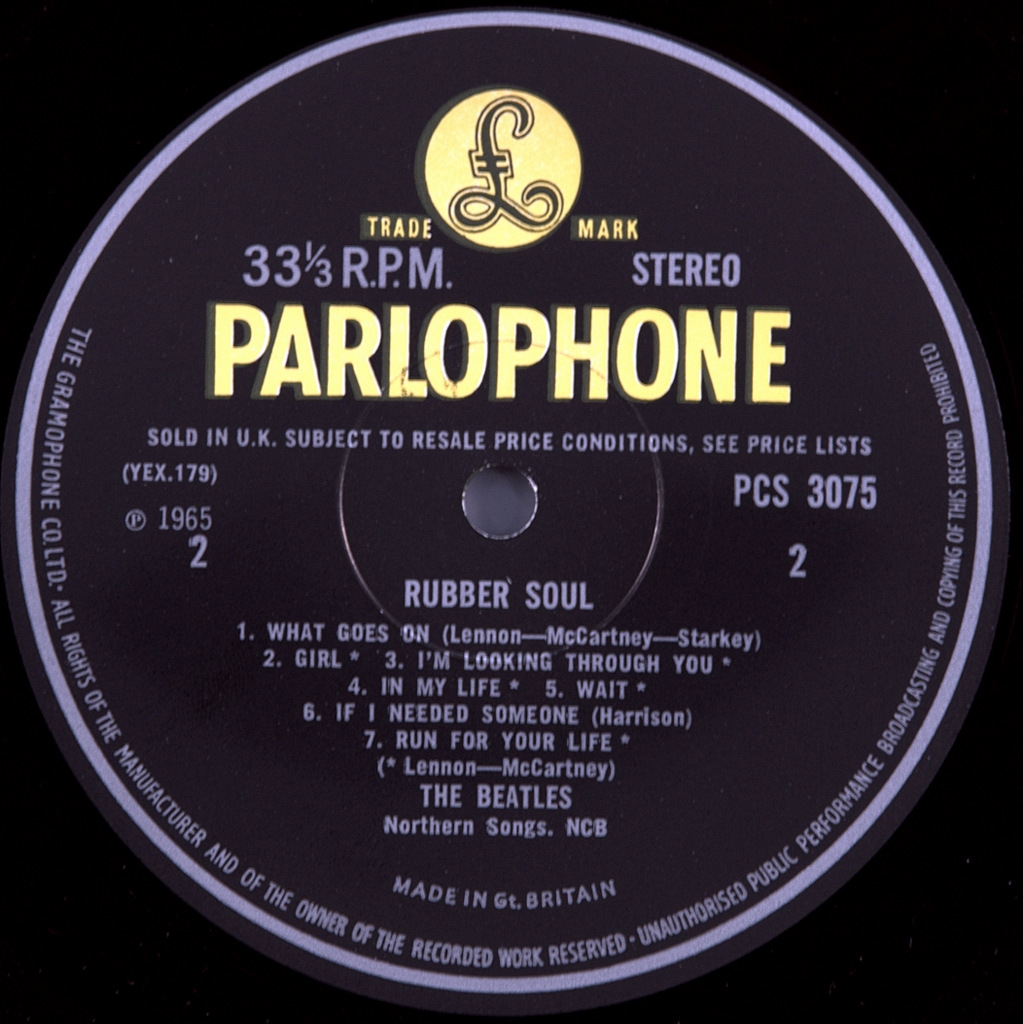 £
TRADE MARK
33⅓ R.P.M. STEREO
PARLOPHONE
SOLD IN U.K. SUBJECT TO RESALE PRICE CONDITIONS, SEE PRICE LISTS
(YEX.179) PCS 3075
℗ 1965
2 2
RUBBER SOUL
1. WHAT GOES ON (Lennon—McCartney—Starkey)
2. GIRL * 3. I'M LOOKING THROUGH YOU *
4. IN MY LIFE * 5. WAIT *
6. IF I NEEDED SOMEONE (Harrison)
7. RUN FOR YOUR LIFE *
(* Lennon—McCartney)
THE BEATLES
Northern Songs. NCB
MADE IN Gt. BRITAIN
THE GRAMOPHONE CO. LTD. · ALL RIGHTS OF THE MANUFACTURER AND OF THE OWNER OF THE RECORDED WORK RESERVED · UNAUTHORISED PUBLIC PERFORMANCE BROADCASTING AND COPYING OF THIS RECORD PROHIBITED